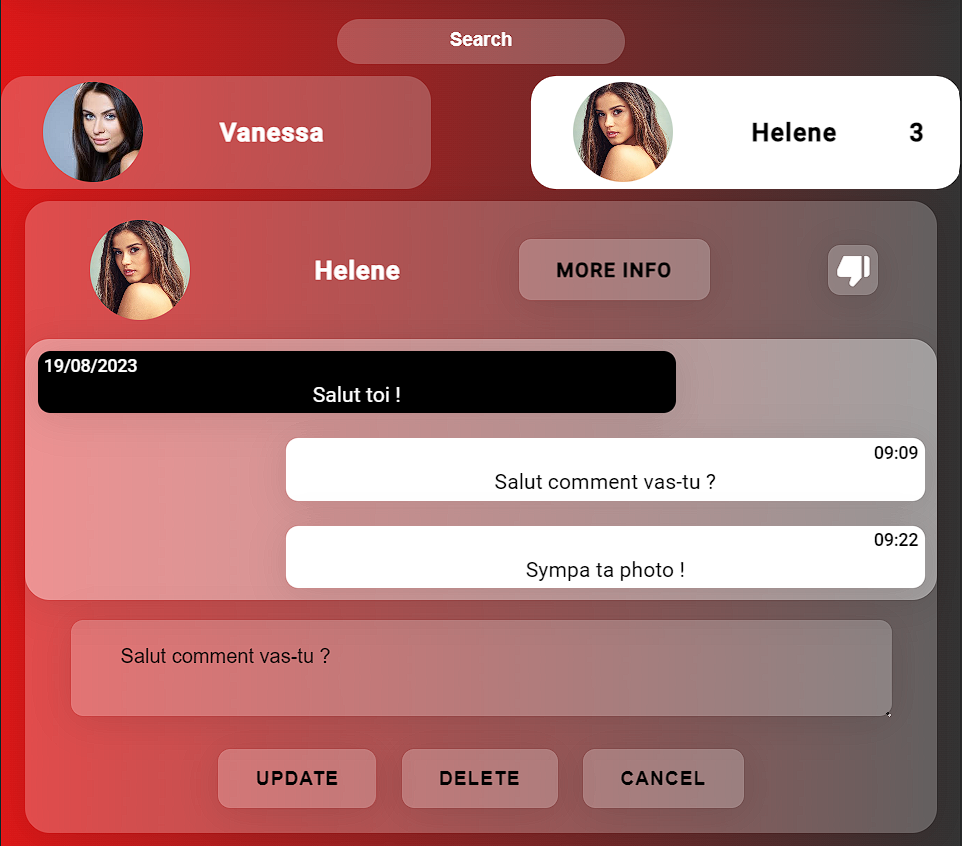 Search
Vanessa
Helene 3
Helene MORE INFO
19/08/2023
Salut toi !
09:09
Salut comment vas-tu ?
09:22
Sympa ta photo !
Salut comment vas-tu ?
UPDATE DELETE CANCEL